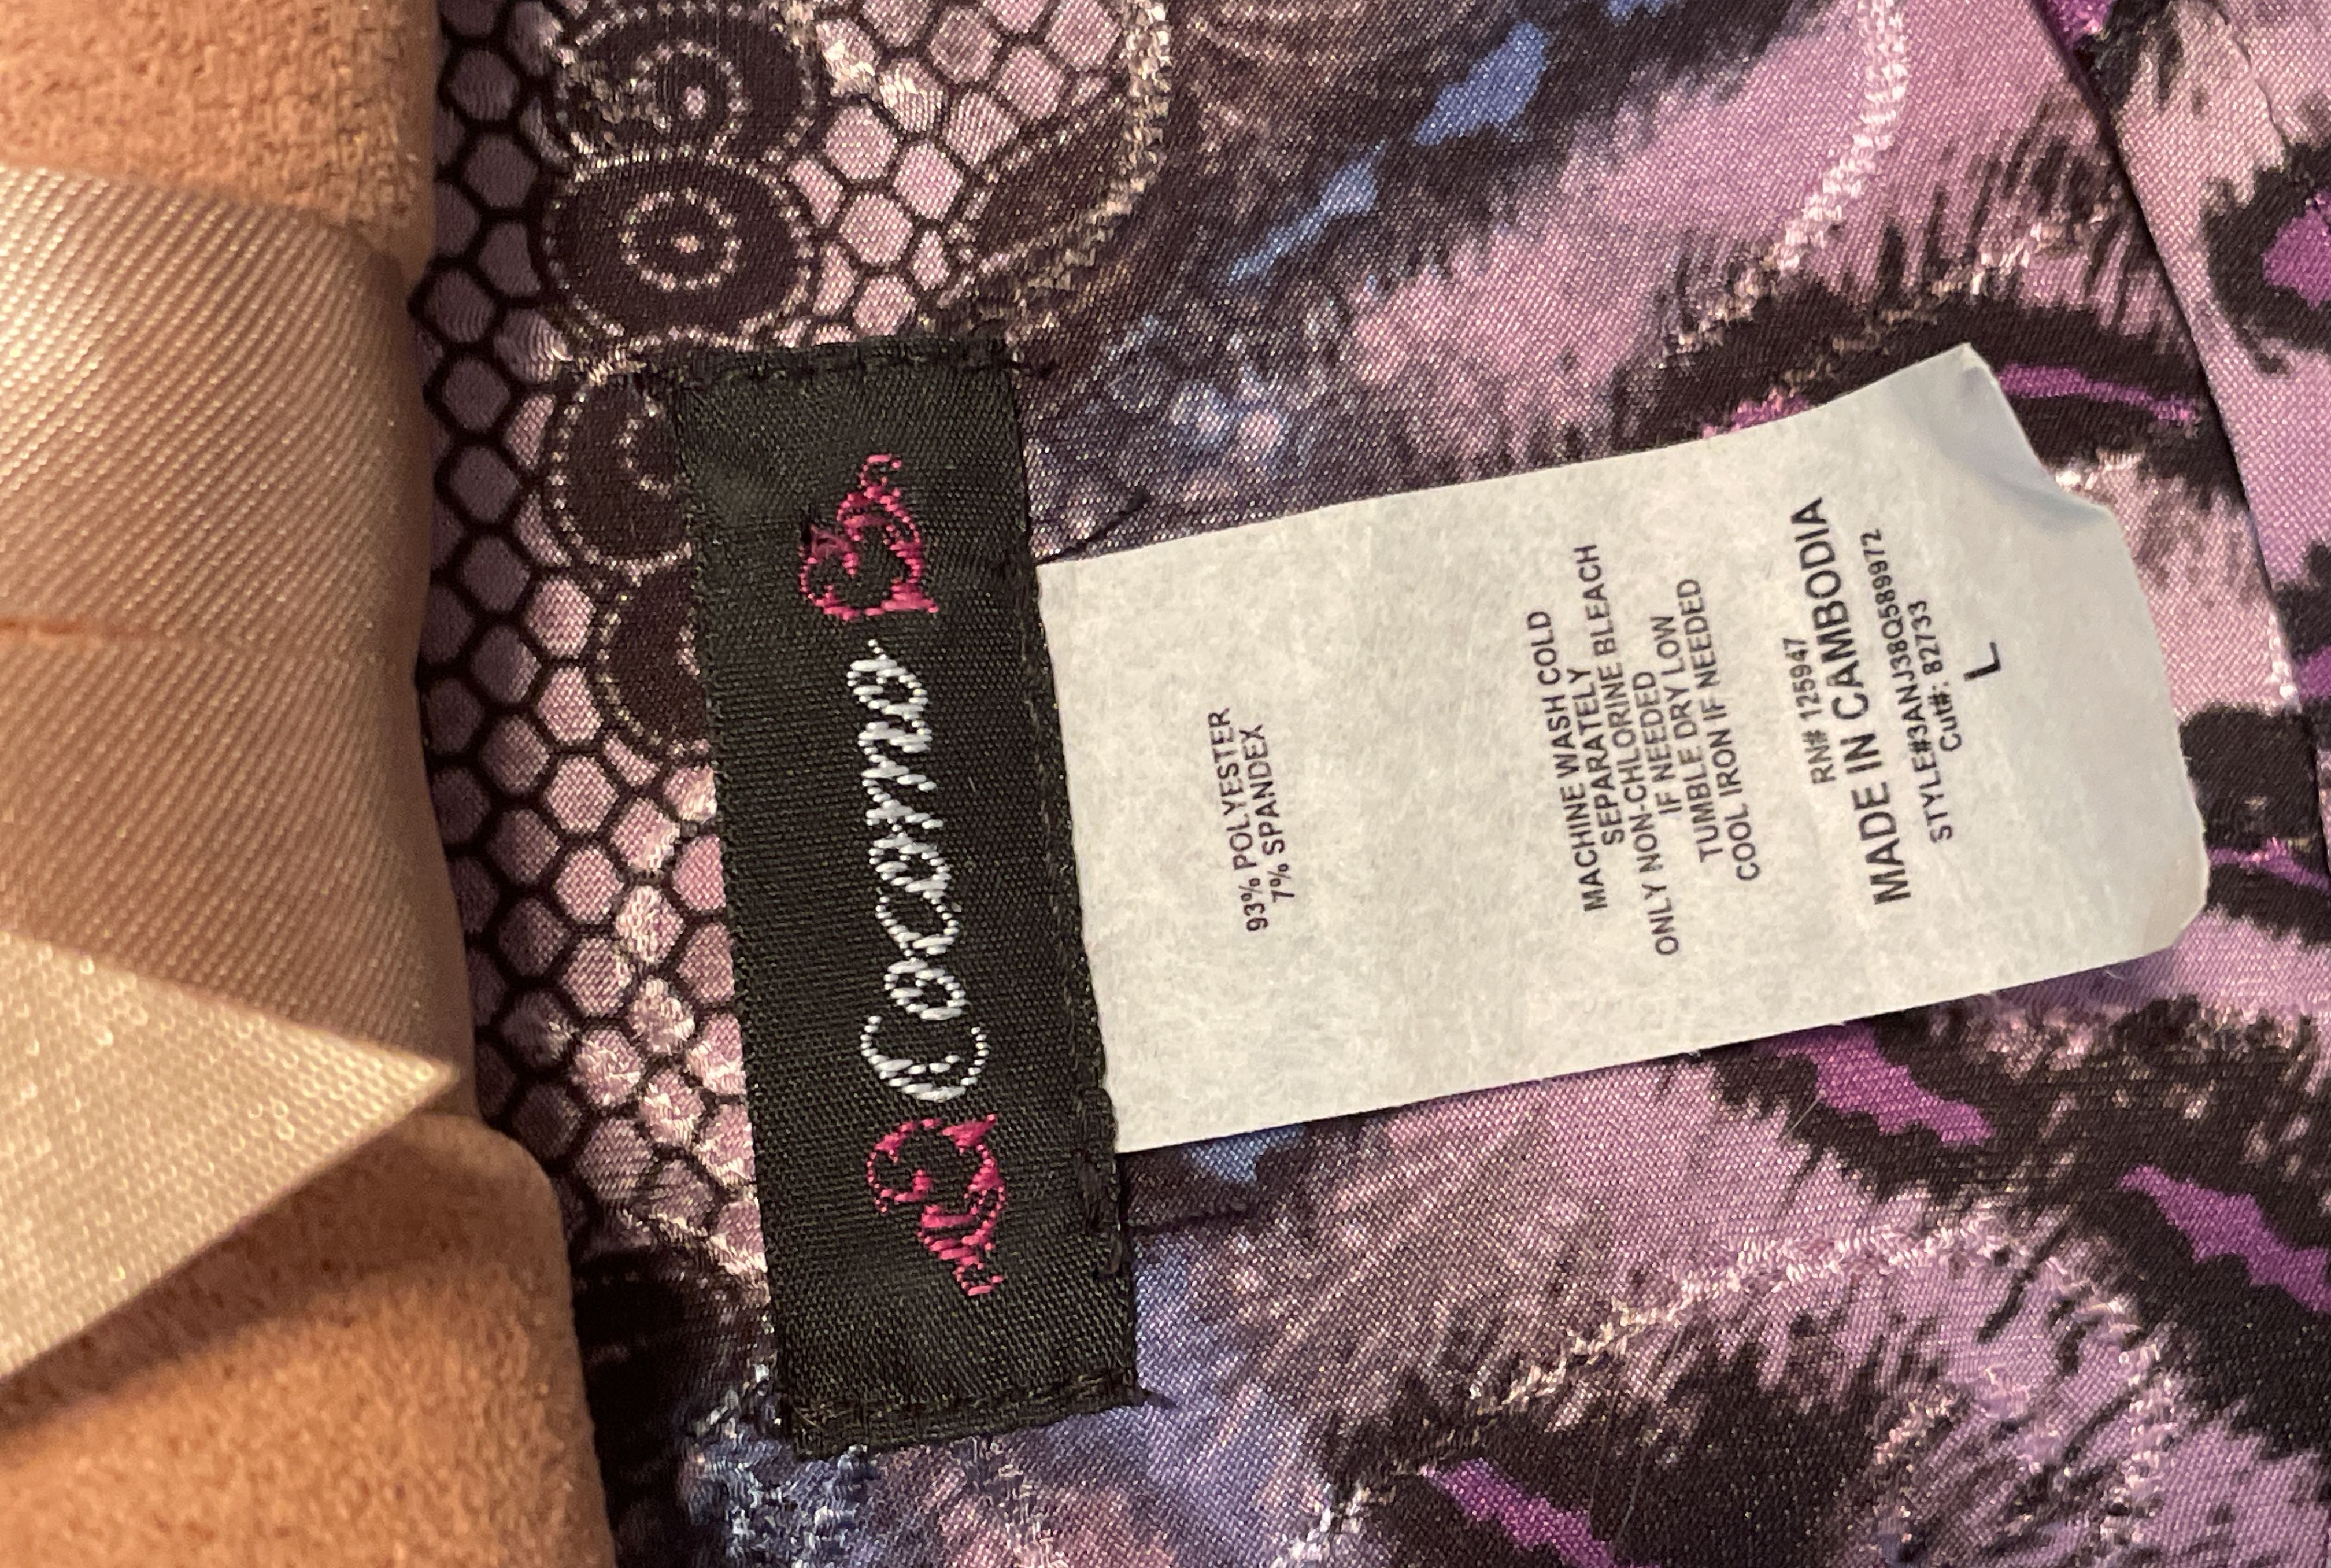 Cocomo
93% POLYESTER
7% SPANDEX
MACHINE WASH COLD
SEPARATELY
ONLY NON-CHLORINE BLEACH
IF NEEDED
TUMBLE DRY LOW
COOL IRON IF NEEDED
RN# 125947
MADE IN CAMBODIA
STYLE#3ANJ38Q589972
Cut#: 82733
L